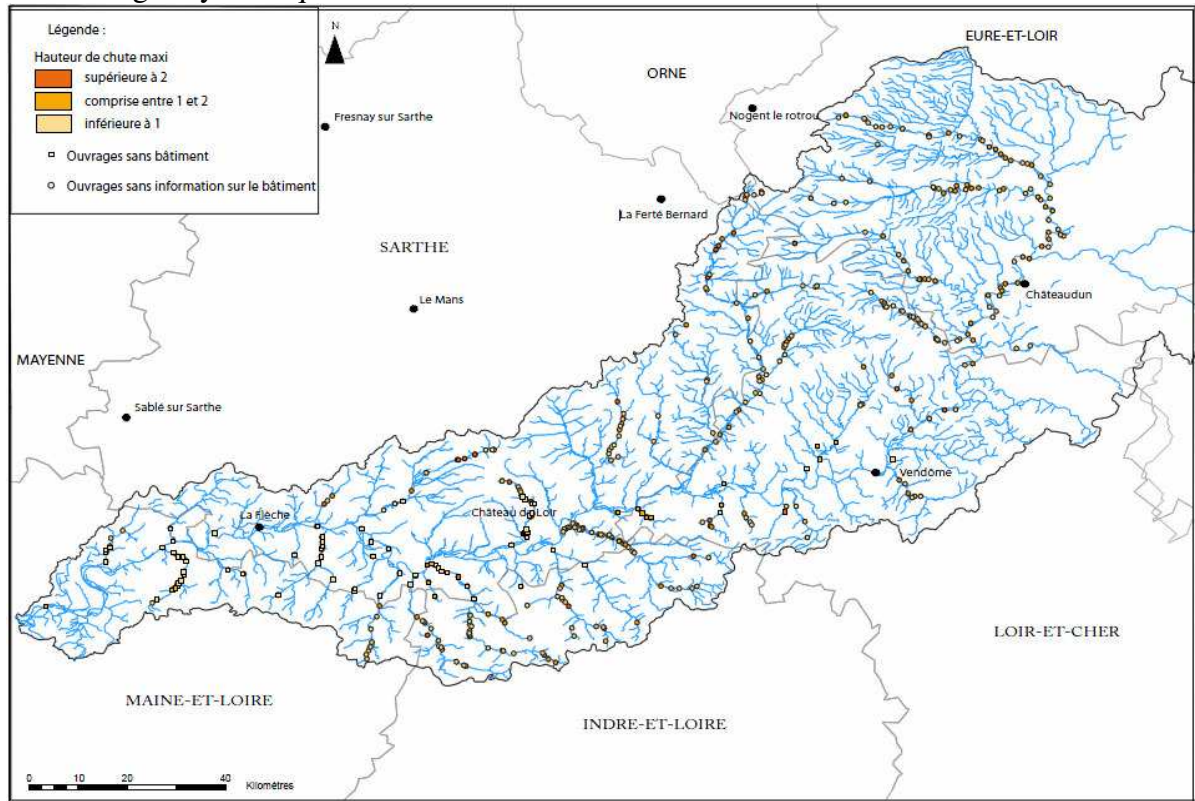 Légende :
Hauteur de chute maxi
supérieure à 2
comprise entre 1 et 2
inférieure à 1
Ouvrages sans bâtiment
Ouvrages sans information sur le bâtiment
N
EURE-ET-LOIR
ORNE
Fresnay sur Sarthe
Nogent le rotrou
La Ferté Bernard
SARTHE
Châteaudun
Le Mans
MAYENNE
Sablé sur Sarthe
Vendôme
Château du Loir
La Flèche
LOIR-ET-CHER
MAINE-ET-LOIRE
INDRE-ET-LOIRE
0 10 20 40 Kilomètres